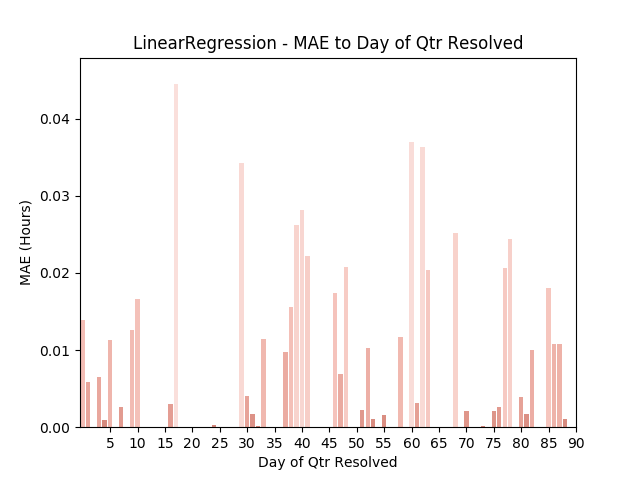 LinearRegression - MAE to Day of Qtr Resolved
0.04
0.03
0.02
0.01
0.00
MAE (Hours)
5 10 15 20 25 30 35 40 45 50 55 60 65 70 75 80 85 90
Day of Qtr Resolved